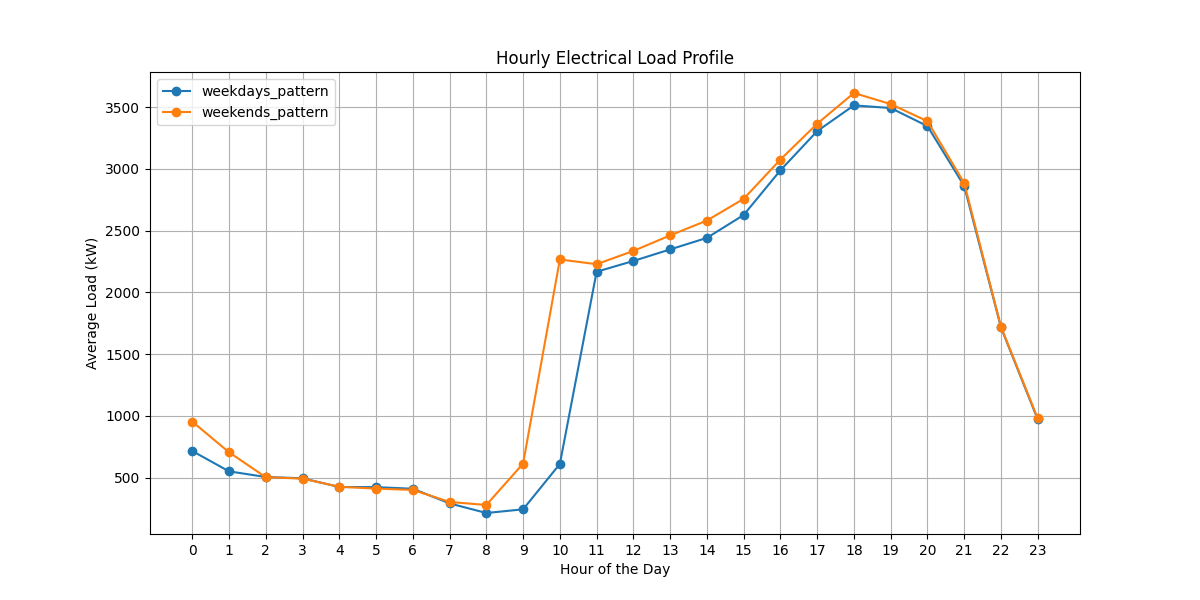 Hourly Electrical Load Profile
weekdays_pattern
weekends_pattern
3500
3000
2500
2000
1500
1000
500
Average Load (kW)
0 1 2 3 4 5 6 7 8 9 10 11 12 13 14 15 16 17 18 19 20 21 22 23
Hour of the Day